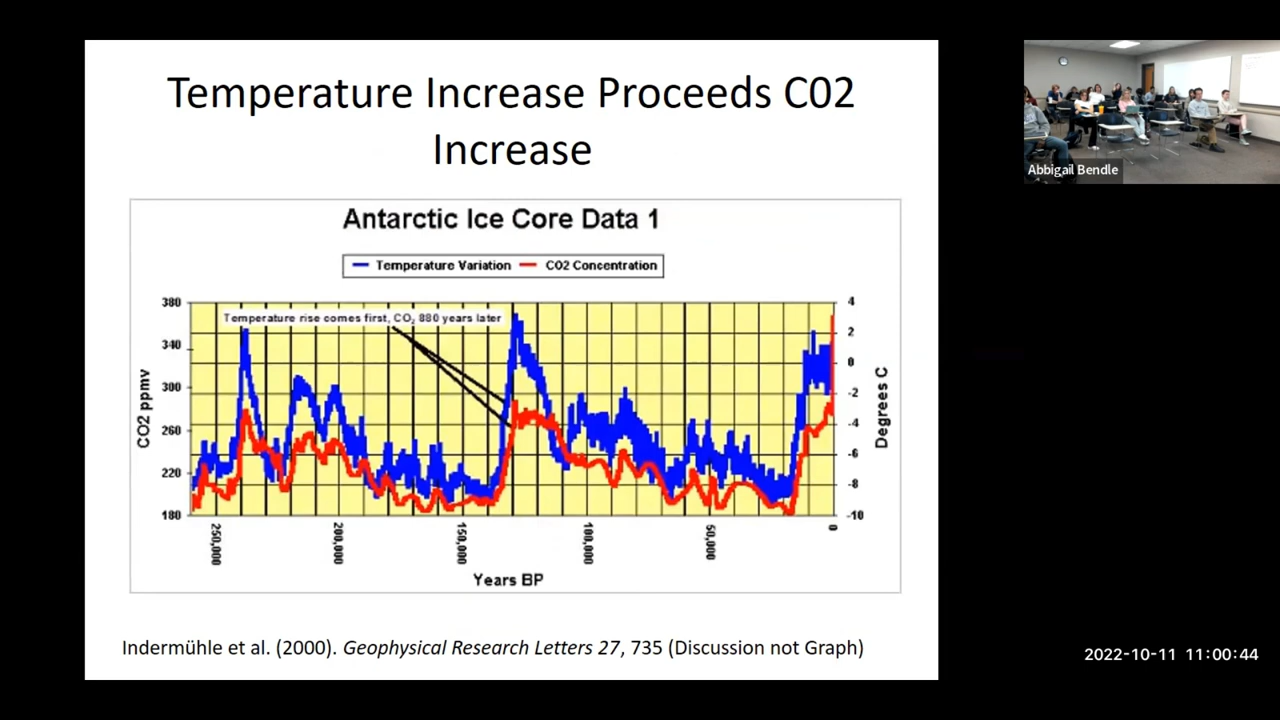 Temperature Increase Proceeds C02
Increase
Antarctic Ice Core Data 1
Temperature Variation CO2 Concentration
Temperature rise comes first, CO₂ 880 years later
380
340
300
260
220
180
CO2 ppmv
4
2
0
-2
-4
-6
-8
-10
Degrees C
250,000
200,000
150,000
100,000
50,000
0
Years BP
Indermühle et al. (2000). Geophysical Research Letters 27, 735 (Discussion not Graph)
Abbigail Bendle
2022-10-11 11:00:44